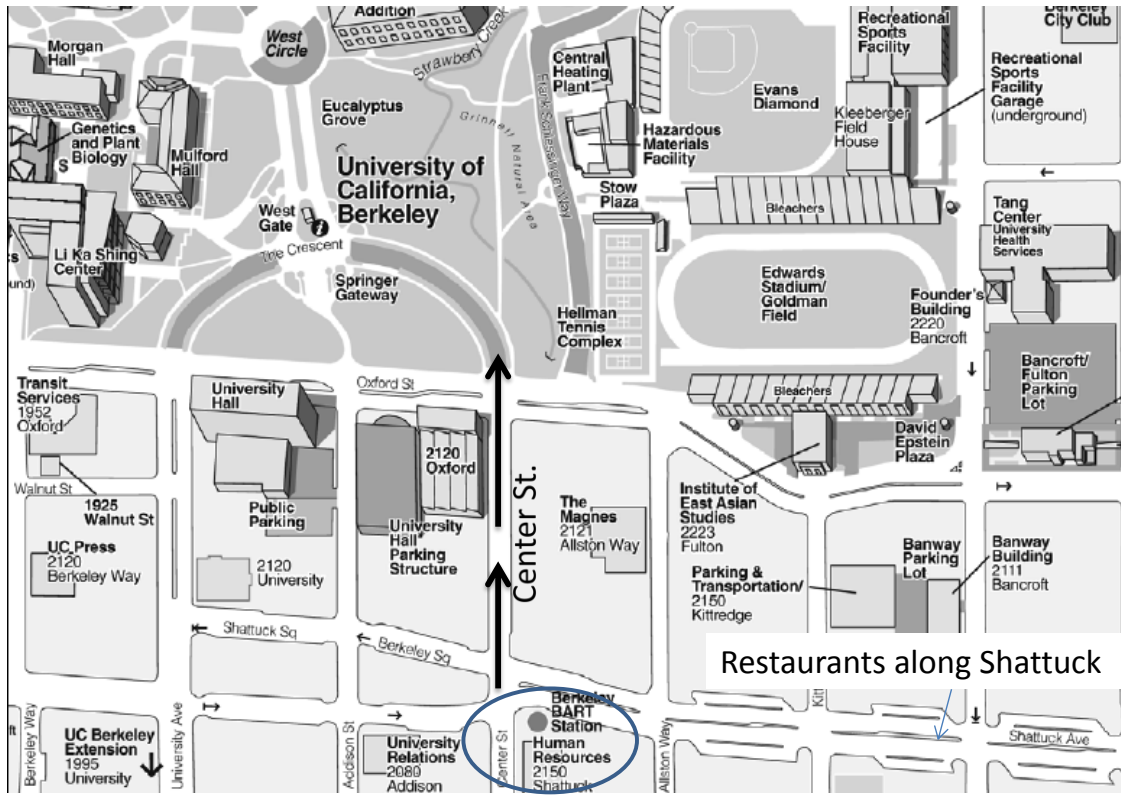 Addition
Morgan
Hall
West
Circle
Strawberry Creek
Central
Heating
Plant
Recreational
Sports
Facility
Berkeley
City Club
Recreational
Sports
Facility
Garage
(underground)
Genetics
and Plant
Biology
S
Mulford
Hall
Eucalyptus
Grove
Grinnell Natural Area
Frank Schlessinger Way
Evans
Diamond
Kleeberger
Field
House
Hazardous
Materials
Facility
University of
California,
Berkeley
Stow
Plaza
Bleachers
Tang
Center
University
Health
Services
West
Gate
The Crescent
Li Ka Shing
Center
Springer
Gateway
Hellman
Tennis
Complex
Edwards
Stadium/
Goldman
Field
Founder's
Building
2220
Bancroft
Bancroft/
Fulton
Parking
Lot
Transit
Services
1952
Oxford
University
Hall
Oxford St
Bleachers
David
Epstein
Plaza
2120
Oxford
Center St.
Walnut St
1925
Walnut St
Public
Parking
University
Hall
Parking
Structure
The
Magnes
2121
Allston Way
Institute of
East Asian
Studies
2223
Fulton
UC Press
2120
Berkeley Way
2120
University
Parking &
Transportation/
2150
Kittredge
Banway
Parking
Lot
Banway
Building
2111
Bancroft
Shattuck Sq
Berkeley Sq
Restaurants along Shattuck
Berkeley
BART
Station
Shattuck Ave
Berkeley Way
UC Berkeley
Extension
1995
University
University Ave
Addison St
University
Relations
2080
Addison
Center St
Human
Resources
2150
Shattuck
Allston Way